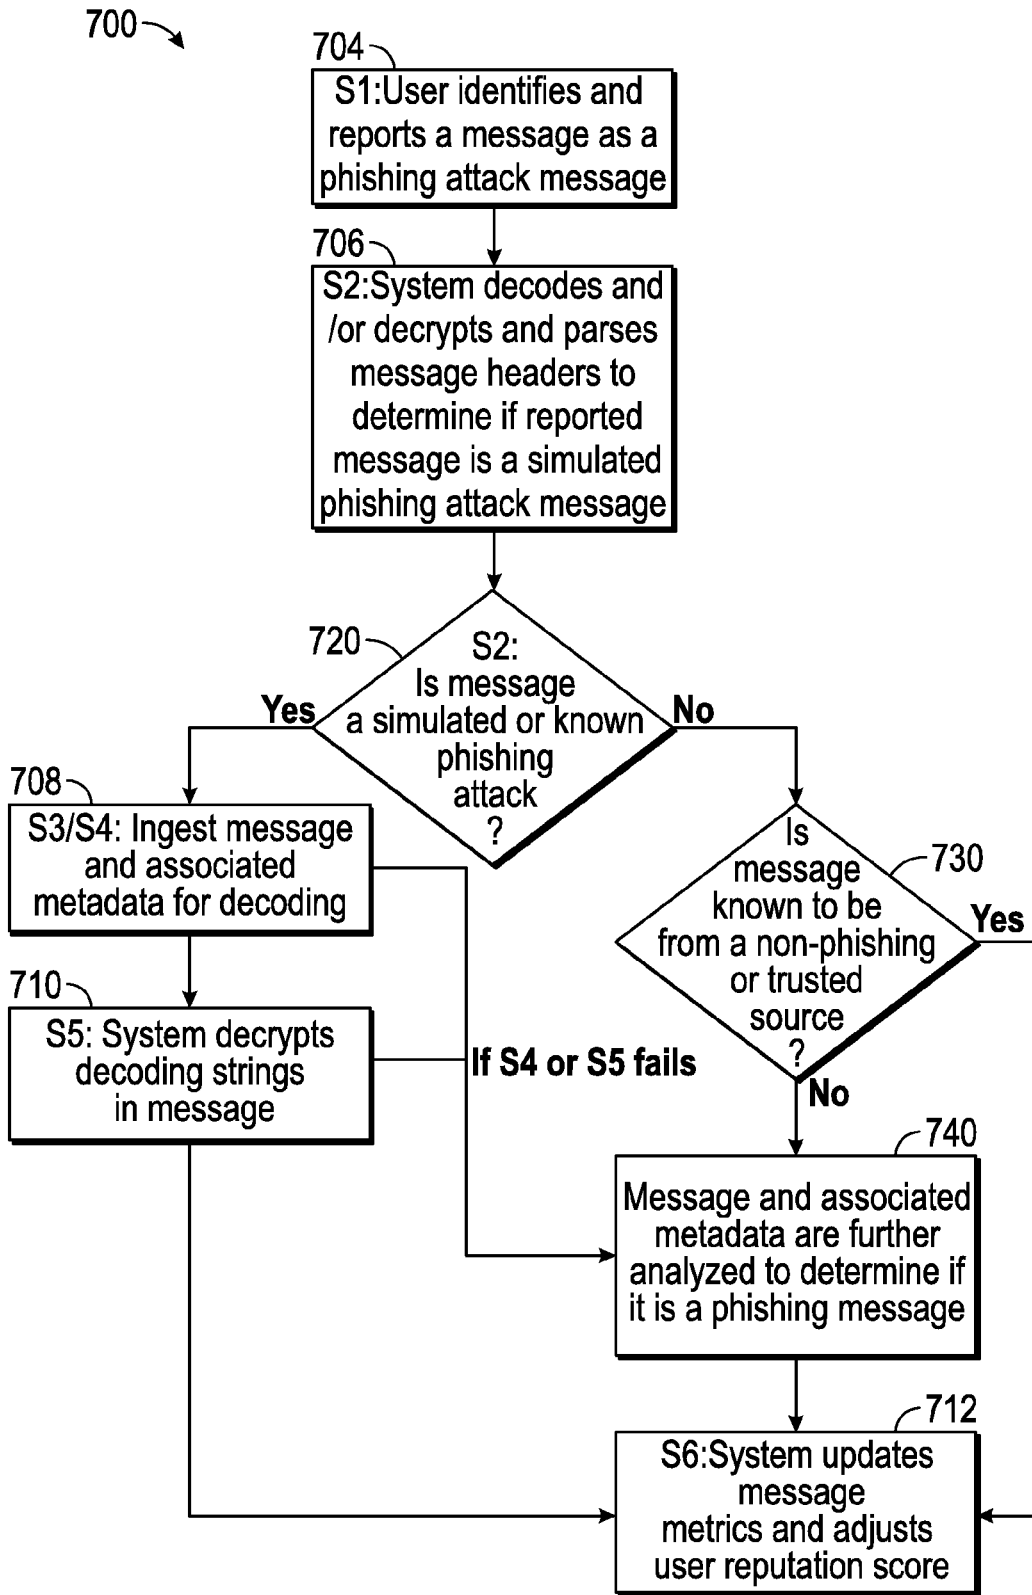 700
704
S1:User identifies and
reports a message as a
phishing attack message
706
S2:System decodes and
/or decrypts and parses
message headers to
determine if reported
message is a simulated
phishing attack message
720
S2:
Is message
a simulated or known
phishing
attack
?
Yes
No
708
S3/S4: Ingest message
and associated
metadata for decoding
730
Is
message
known to be
from a non-phishing
or trusted
source
?
Yes
No
710
S5: System decrypts
decoding strings
in message
If S4 or S5 fails
740
Message and associated
metadata are further
analyzed to determine if
it is a phishing message
712
S6:System updates
message
metrics and adjusts
user reputation score